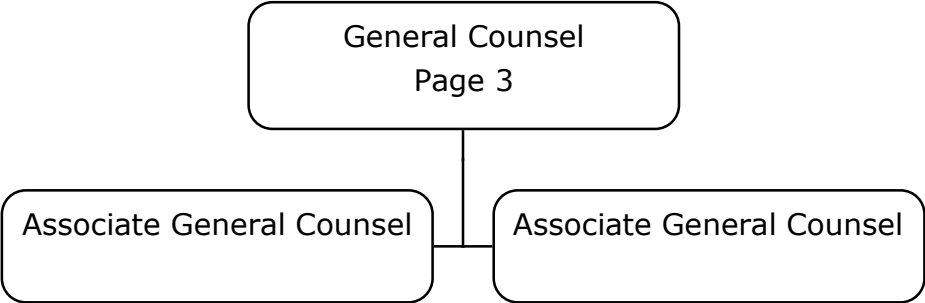 General Counsel
Page 3
Associate General Counsel
Associate General Counsel